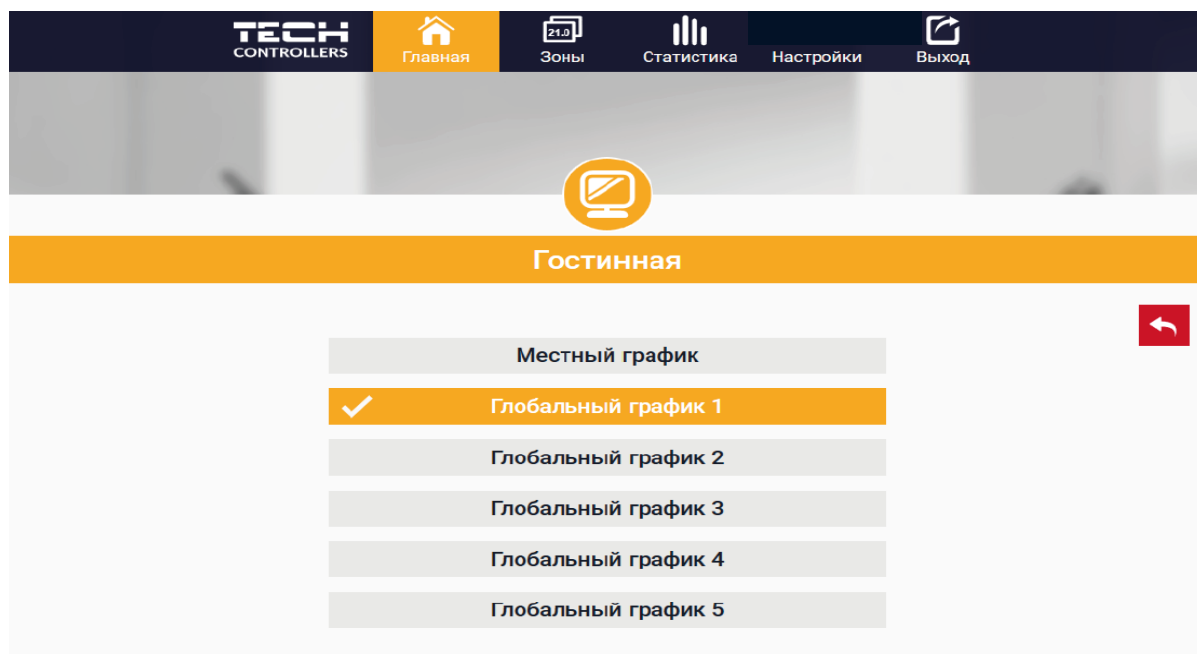 TECH
CONTROLLERS
Главная
21.0
Зоны
Статистика
Настройки
Выход
Гостинная
Местный график
Глобальный график 1
Глобальный график 2
Глобальный график 3
Глобальный график 4
Глобальный график 5